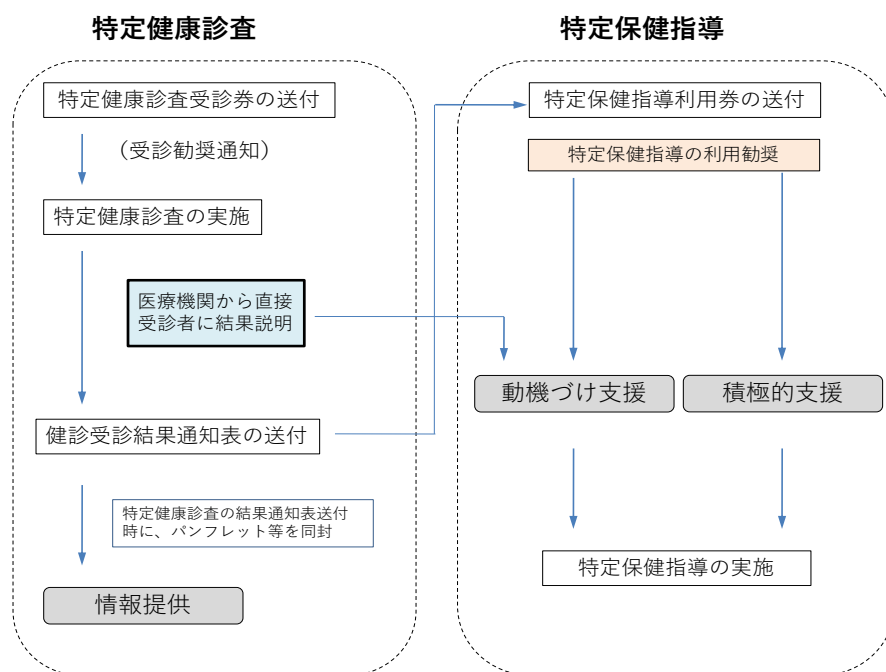 特定健康診査
特定健康診査受診券の送付
（受診勧奨通知）
特定健康診査の実施
医療機関から直接
受診者に結果説明
健診受診結果通知表の送付
特定健康診査の結果通知表送付
時に、パンフレット等を同封
情報提供
特定保健指導
特定保健指導利用券の送付
特定保健指導の利用勧奨
動機づけ支援
積極的支援
特定保健指導の実施